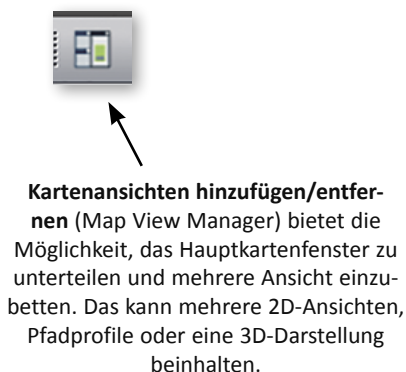 Kartenansichten hinzufügen/entfer-
nen (Map View Manager) bietet die
Möglichkeit, das Hauptkartenfenster zu
unterteilen und mehrere Ansicht einzu-
betten. Das kann mehrere 2D-Ansichten,
Pfadprofile oder eine 3D-Darstellung
beinhalten.